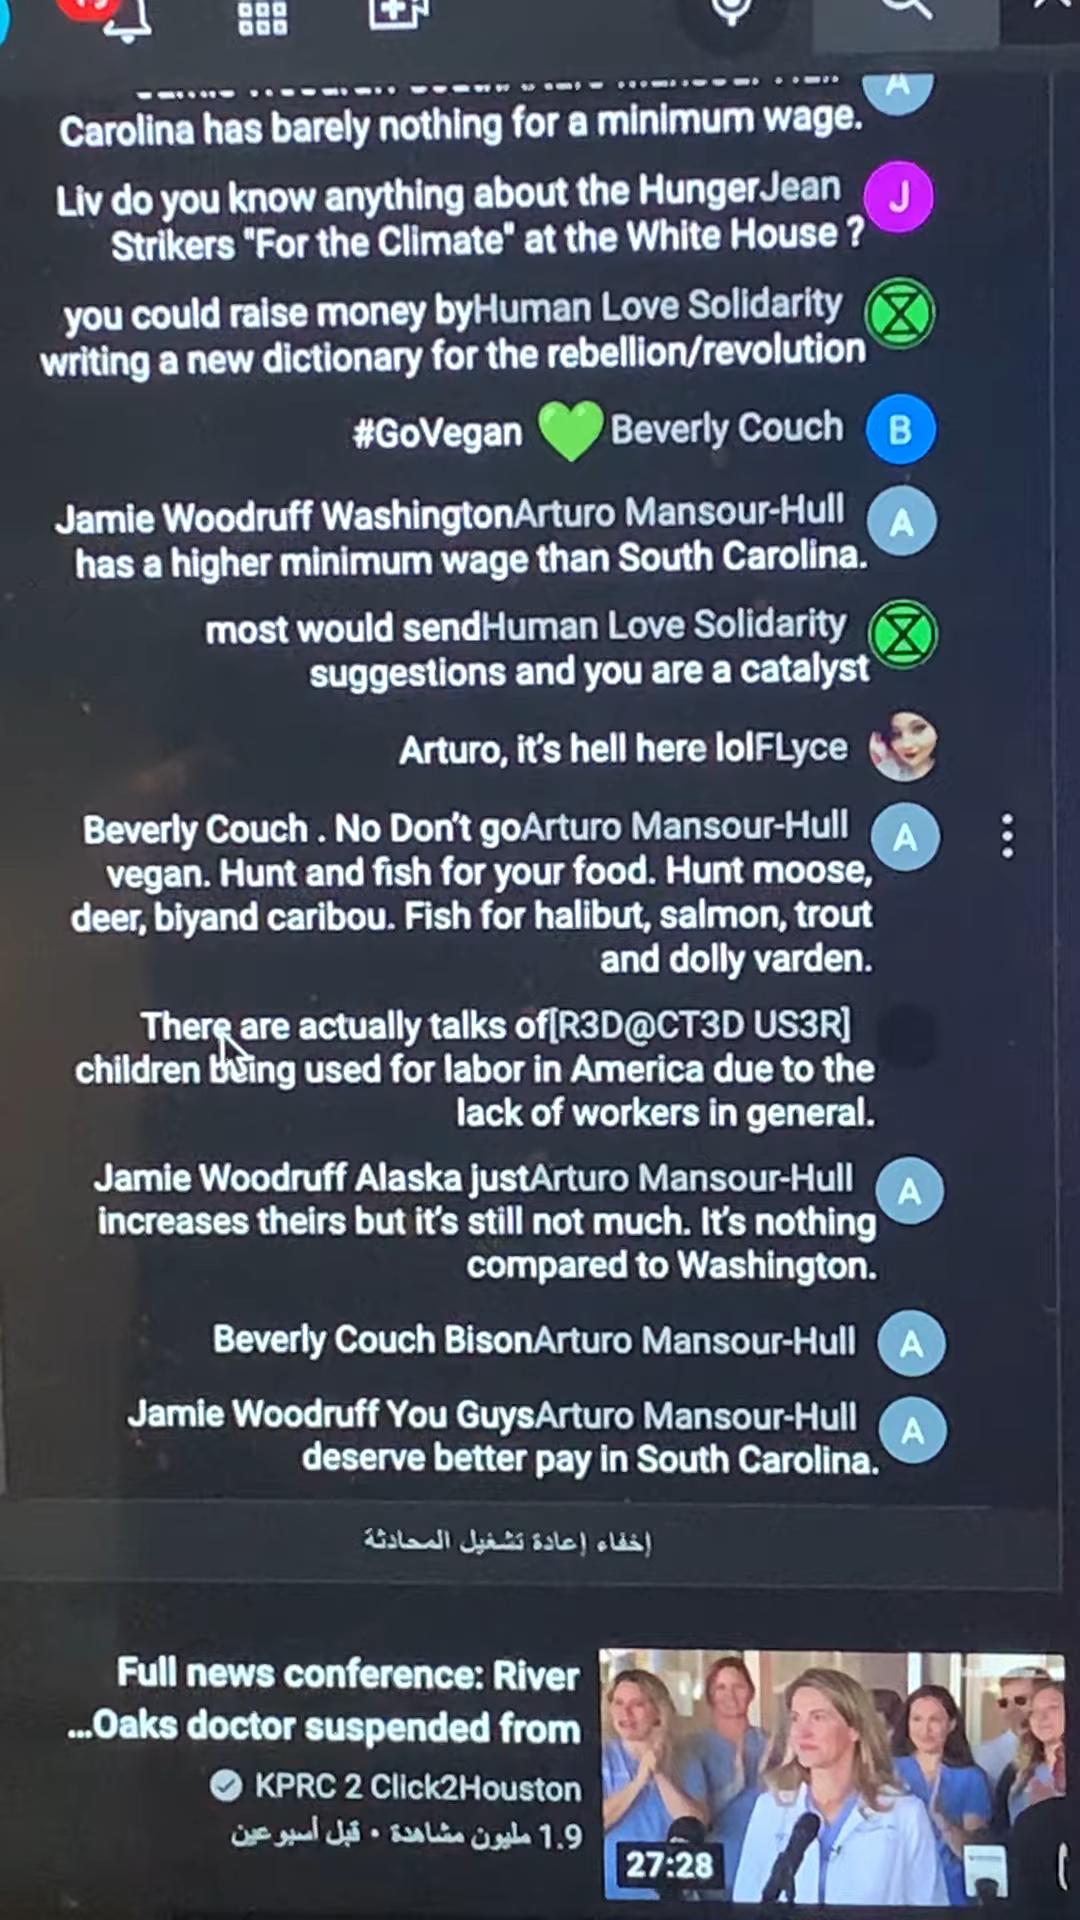 Carolina has barely nothing for a minimum wage.
A
Liv do you know anything about the HungerJean
Strikers "For the Climate" at the White House ?
J
you could raise money byHuman Love Solidarity
writing a new dictionary for the rebellion/revolution
#GoVegan 💚 Beverly Couch
B
Jamie Woodruff WashingtonArturo Mansour-Hull
has a higher minimum wage than South Carolina.
A
most would sendHuman Love Solidarity
suggestions and you are a catalyst
Arturo, it's hell here lolFLyce
Beverly Couch . No Don't goArturo Mansour-Hull
vegan. Hunt and fish for your food. Hunt moose,
deer, biyand caribou. Fish for halibut, salmon, trout
and dolly varden.
A
There are actually talks of[R3D@CT3D US3R]
children being used for labor in America due to the
lack of workers in general.
Jamie Woodruff Alaska justArturo Mansour-Hull
increases theirs but it's still not much. It's nothing
compared to Washington.
A
Beverly Couch BisonArturo Mansour-Hull
A
Jamie Woodruff You GuysArturo Mansour-Hull
deserve better pay in South Carolina.
A
إخفاء إعادة تشغيل المحادثة
Full news conference: River
...Oaks doctor suspended from
KPRC 2 Click2Houston
1.9 مليون مشاهدة • قبل أسبوعين
27:28